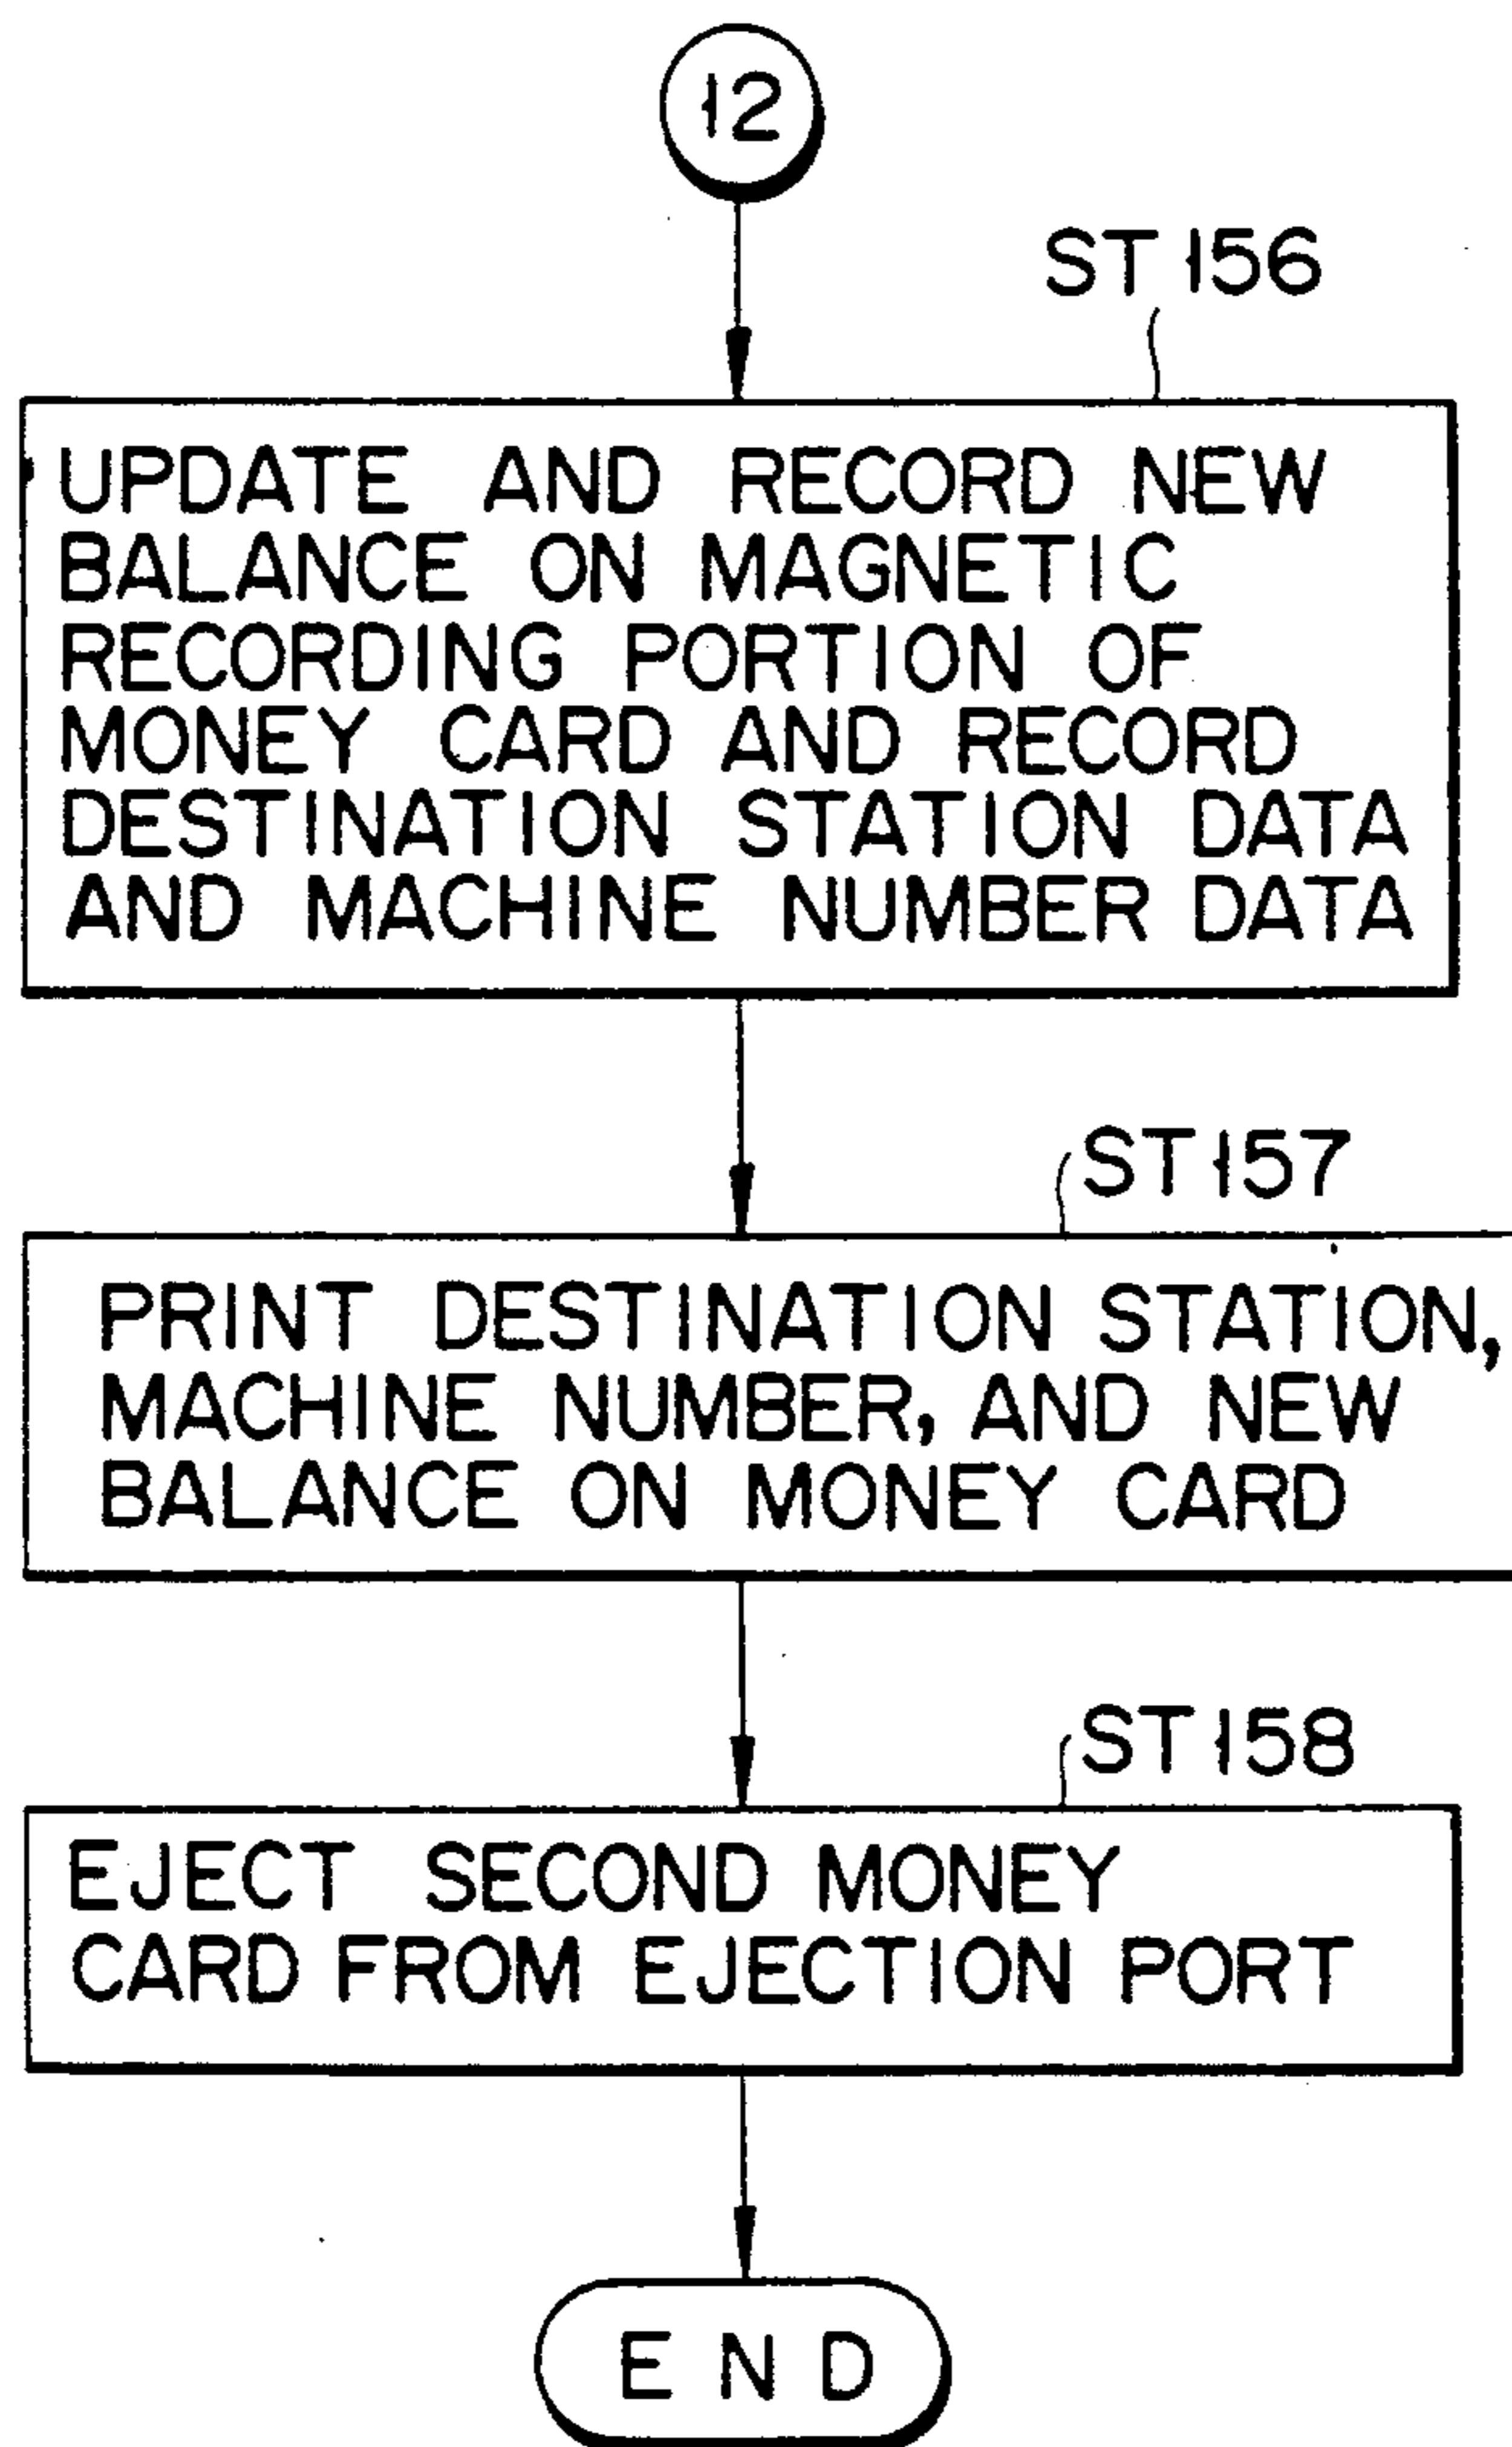 12
ST 156
UPDATE AND RECORD NEW
BALANCE ON MAGNETIC
RECORDING PORTION OF
MONEY CARD AND RECORD
DESTINATION STATION DATA
AND MACHINE NUMBER DATA
ST 157
PRINT DESTINATION STATION,
MACHINE NUMBER, AND NEW
BALANCE ON MONEY CARD
ST 158
EJECT SECOND MONEY
CARD FROM EJECTION PORT
END